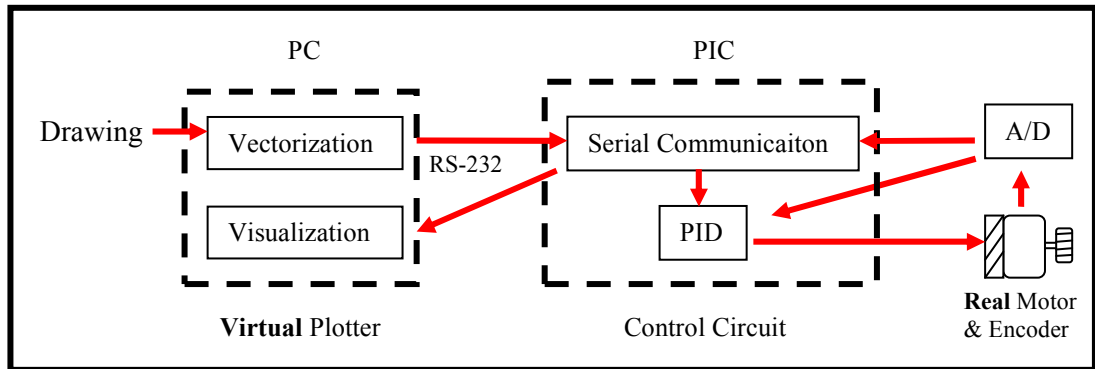 PC
PIC
Drawing
Vectorization
RS-232
Serial Communicaiton
A/D
Visualization
PID
Virtual Plotter
Control Circuit
Real Motor
& Encoder